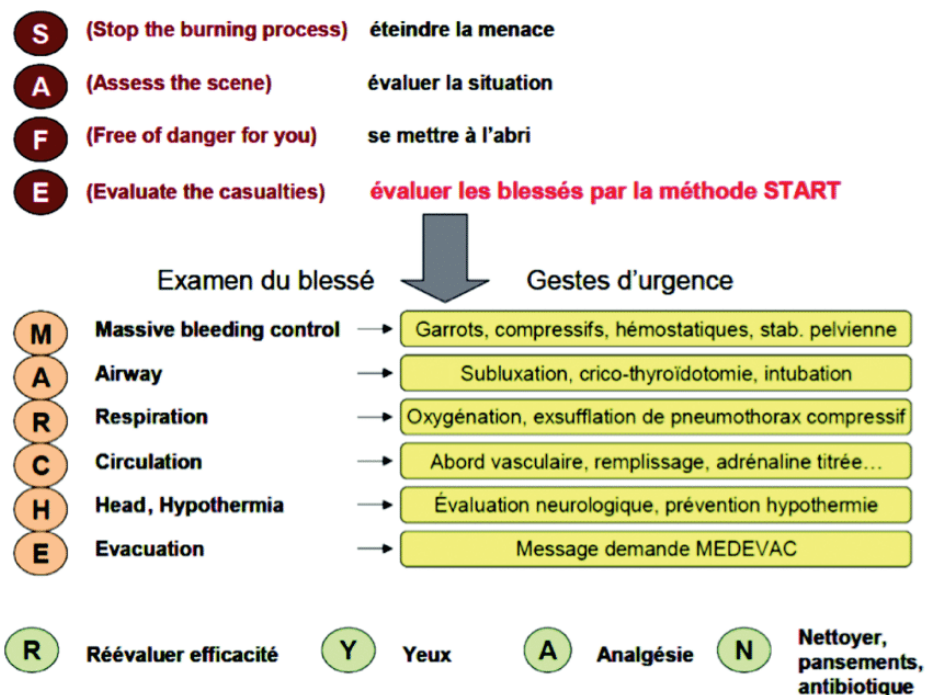 S (Stop the burning process) éteindre la menace
A (Assess the scene) évaluer la situation
F (Free of danger for you) se mettre à l'abri
E (Evaluate the casualties) évaluer les blessés par la méthode START
Examen du blessé Gestes d'urgence
M Massive bleeding control Garrots, compressifs, hémostatiques, stab. pelvienne
A Airway Subluxation, crico-thyroïdotomie, intubation
R Respiration Oxygénation, exsufflation de pneumothorax compressif
C Circulation Abord vasculaire, remplissage, adrénaline titrée...
H Head, Hypothermia Évaluation neurologique, prévention hypothermie
E Evacuation Message demande MEDEVAC
R Réévaluer efficacité Y Yeux A Analgésie N Nettoyer,
pansements,
antibiotique